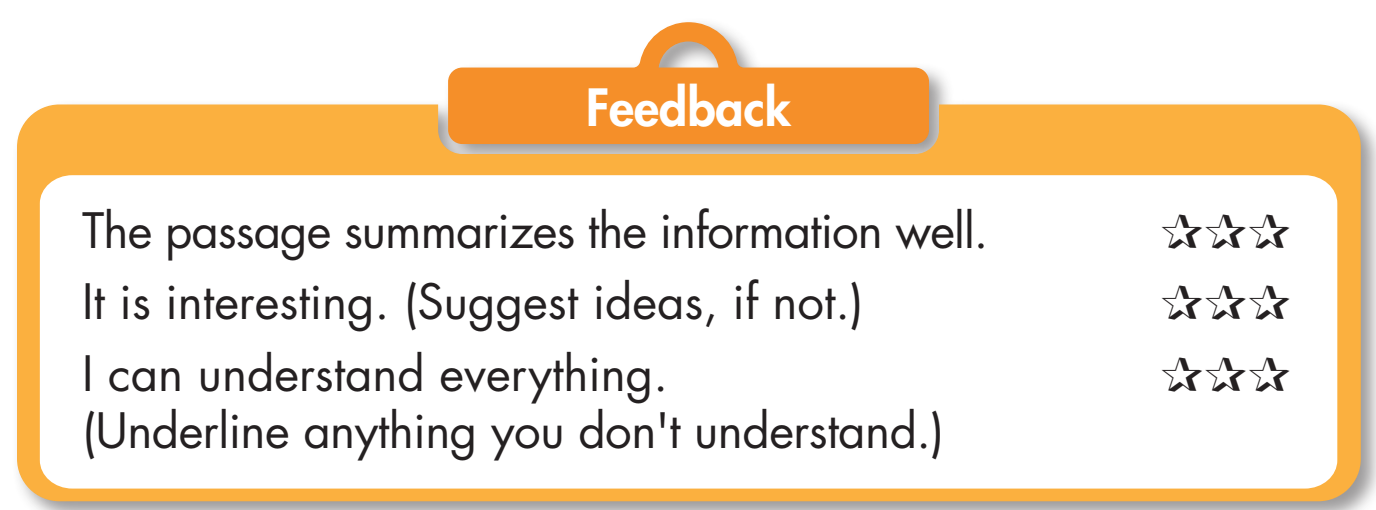 Feedback
The passage summarizes the information well. ☆☆☆
It is interesting. (Suggest ideas, if not.) ☆☆☆
I can understand everything. ☆☆☆
(Underline anything you don't understand.)